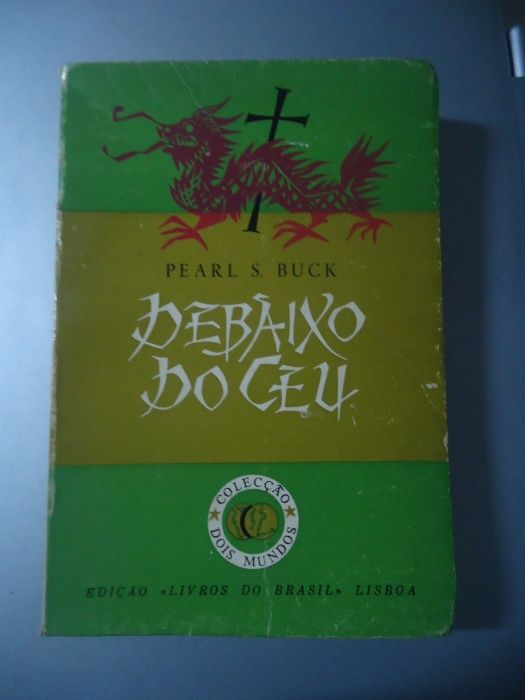 PEARL S. BUCK
DEBAIXO
DO CÉU
COLECÇÃO
DOIS MUNDOS
EDIÇÃO «LIVROS DO BRASIL» LISBOA